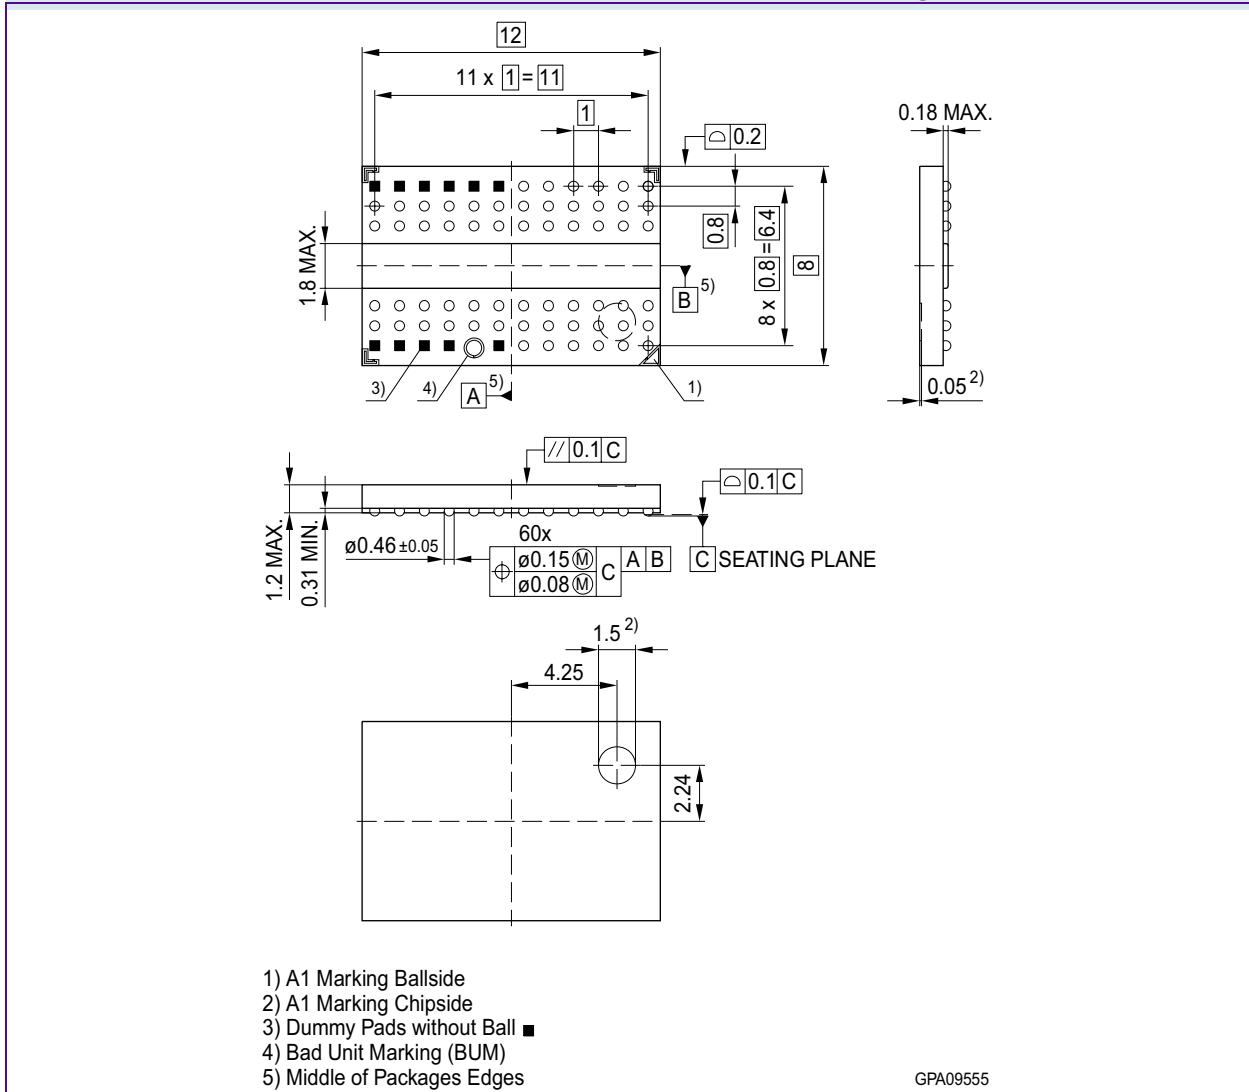 12
11 x 1 = 11
1
0.18 MAX.
0.2
1.8 MAX.
0.8
8 x 0.8 = 6.4
8
B 5)
3)
4)
A 5)
1)
0.05 2)
// 0.1 C
0.1 C
1.2 MAX.
0.31 MIN.
ø0.46 ±0.05
60x
ø0.15 Ⓜ C A B
ø0.08 Ⓜ
C SEATING PLANE
1.5 2)
4.25
2.24
1) A1 Marking Ballside
2) A1 Marking Chipside
3) Dummy Pads without Ball ■
4) Bad Unit Marking (BUM)
5) Middle of Packages Edges
GPA09555